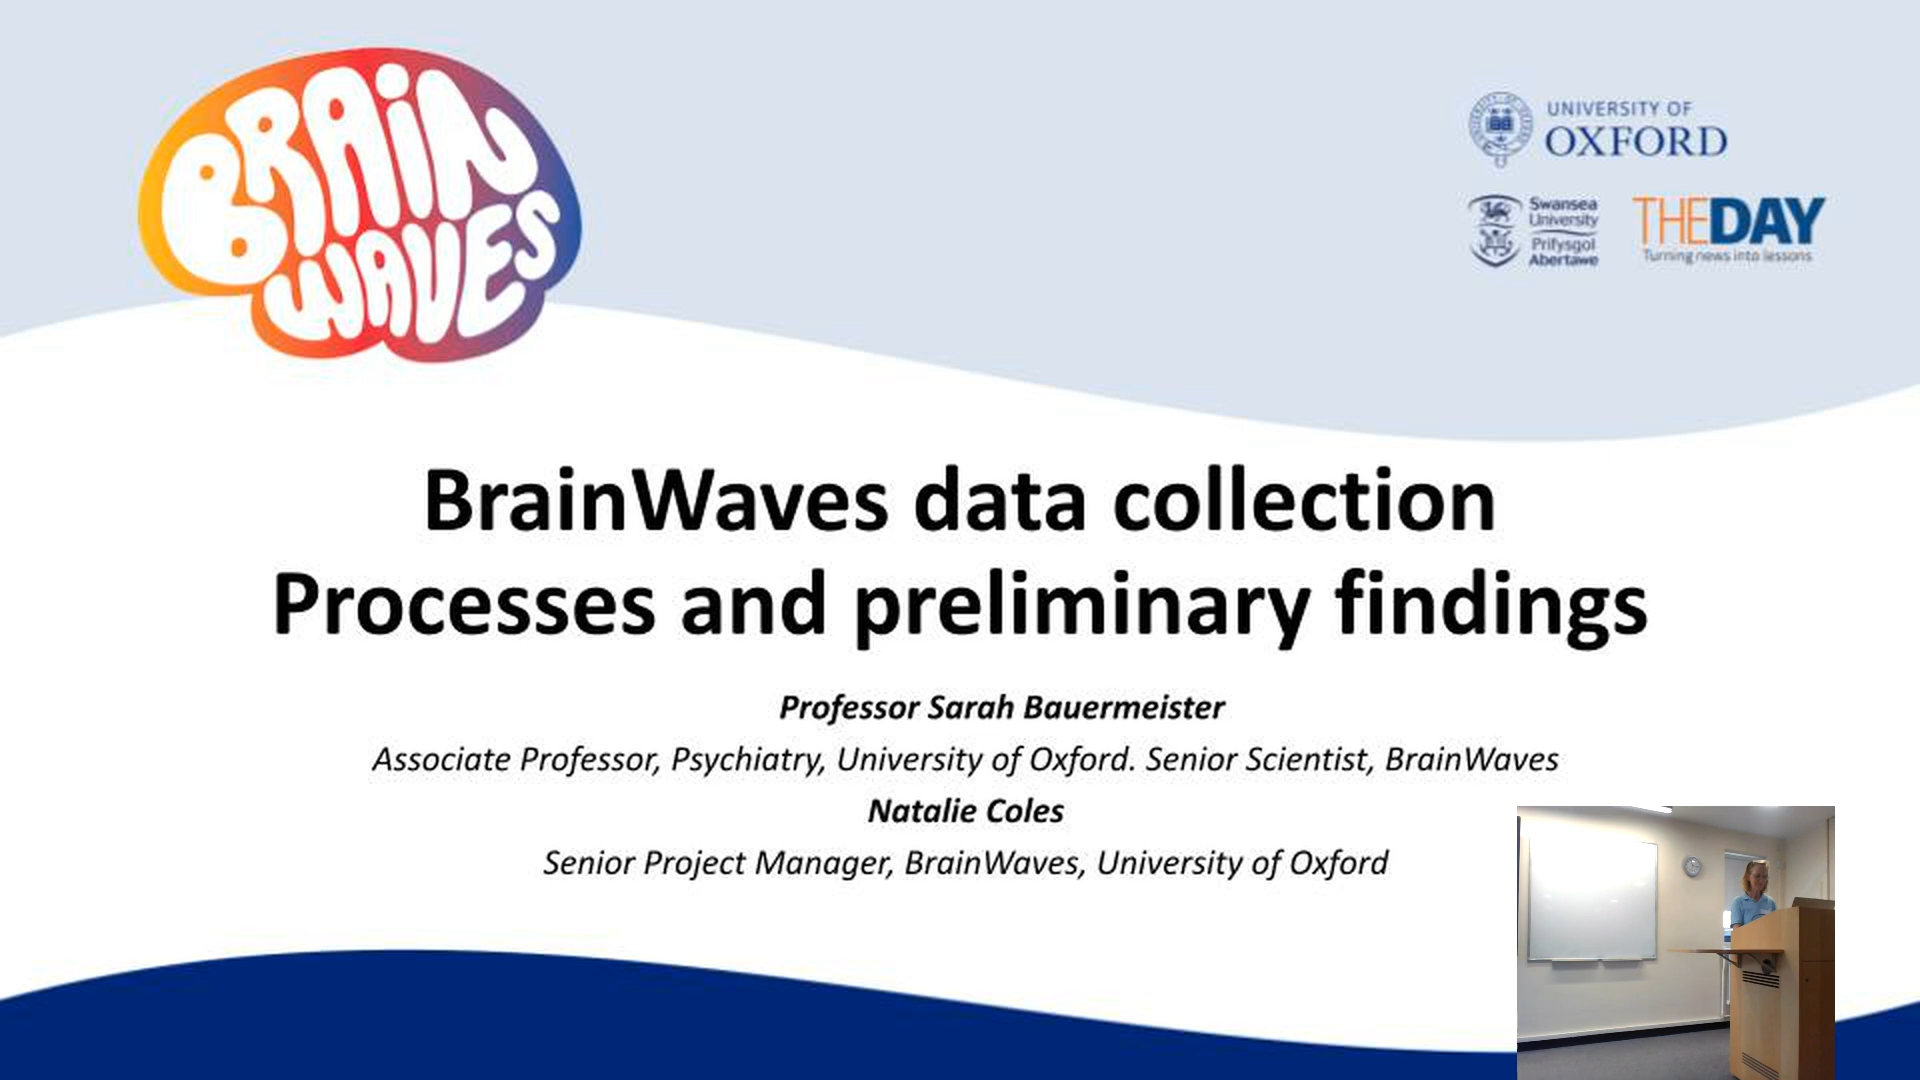 BRAIN
WAVES
UNIVERSITY OF
OXFORD
Swansea
University
Prifysgol
Abertawe
THEDAY
Turning news into lessons
BrainWaves data collection
Processes and preliminary findings
Professor Sarah Bauermeister
Associate Professor, Psychiatry, University of Oxford. Senior Scientist, BrainWaves
Natalie Coles
Senior Project Manager, BrainWaves, University of Oxford